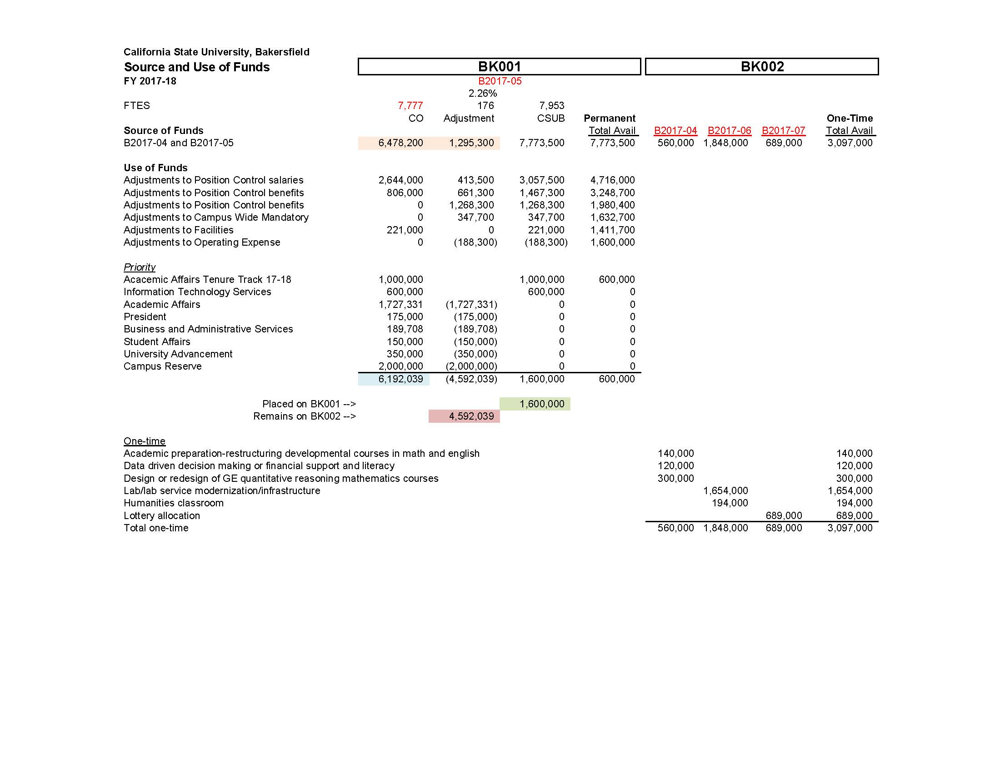 California State University, Bakersfield
Source and Use of Funds BK001 BK002
FY 2017-18 B2017-05
2.26%
FTES 7,777 176 7,953
CO Adjustment CSUB Permanent One-Time
Source of Funds Total Avail B2017-04 B2017-06 B2017-07 Total Avail
B2017-04 and B2017-05 6,478,200 1,295,300 7,773,500 7,773,500 560,000 1,848,000 689,000 3,097,000
Use of Funds
Adjustments to Position Control salaries 2,644,000 413,500 3,057,500 4,716,000
Adjustments to Position Control benefits 806,000 661,300 1,467,300 3,248,700
Adjustments to Position Control benefits 0 1,268,300 1,268,300 1,980,400
Adjustments to Campus Wide Mandatory 0 347,700 347,700 1,632,700
Adjustments to Facilities 221,000 0 221,000 1,411,700
Adjustments to Operating Expense 0 (188,300) (188,300) 1,600,000
Priority
Acacemic Affairs Tenure Track 17-18 1,000,000 1,000,000 600,000
Information Technology Services 600,000 600,000 0
Academic Affairs 1,727,331 (1,727,331) 0 0
President 175,000 (175,000) 0 0
Business and Administrative Services 189,708 (189,708) 0 0
Student Affairs 150,000 (150,000) 0 0
University Advancement 350,000 (350,000) 0 0
Campus Reserve 2,000,000 (2,000,000) 0 0
6,192,039 (4,592,039) 1,600,000 600,000
Placed on BK001 --> 1,600,000
Remains on BK002 --> 4,592,039
One-time
Academic preparation-restructuring developmental courses in math and english 140,000 140,000
Data driven decision making or financial support and literacy 120,000 120,000
Design or redesign of GE quantitative reasoning mathematics courses 300,000 300,000
Lab/lab service modernization/infrastructure 1,654,000 1,654,000
Humanities classroom 194,000 194,000
Lottery allocation 689,000 689,000
Total one-time 560,000 1,848,000 689,000 3,097,000